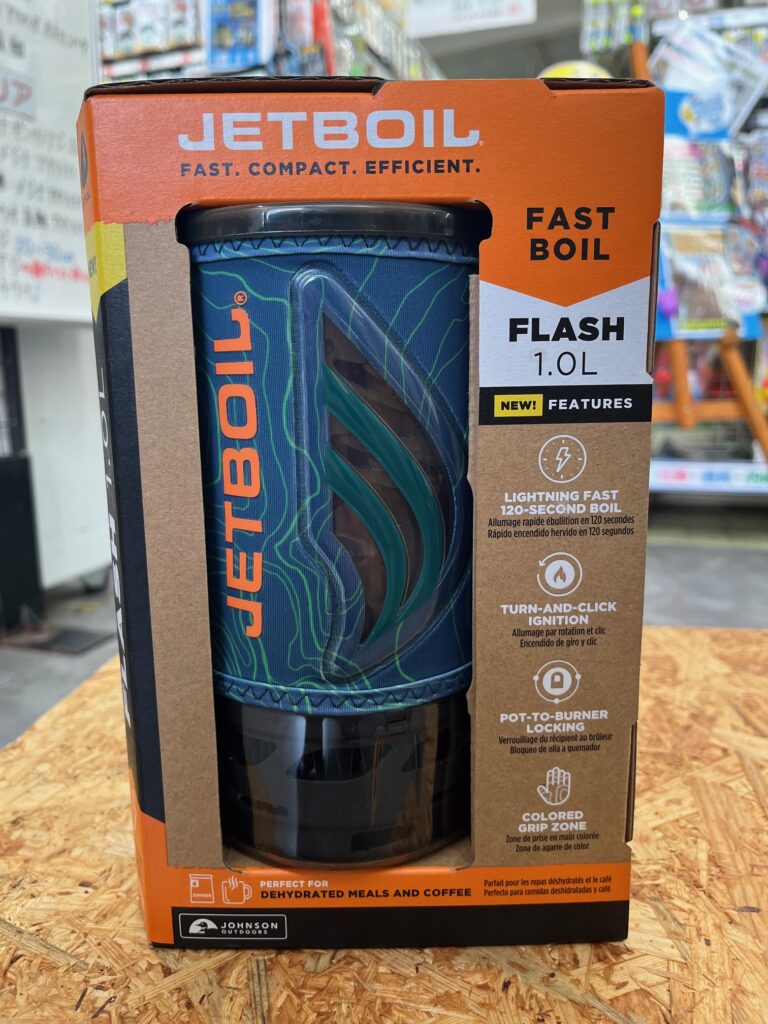 JETBOIL
FAST. COMPACT. EFFICIENT.
FAST
BOIL
FLASH
1.0L
NEW! FEATURES
LIGHTNING FAST
120-SECOND BOIL
Allumage rapide ébullition en 120 secondes
Rápido encendido hervido en 120 segundos
TURN-AND-CLICK
IGNITION
Allumage par rotation et clic
Encendido de giro y clic
POT-TO-BURNER
LOCKING
Verrouillage du récipient au brûleur
Bloqueo de olla a quemador
COLORED
GRIP ZONE
Zone de prise en main colorée
Zona de agarre de color
JETBOIL®
FLASH 1.0L
PERFECT FOR
DEHYDRATED MEALS AND COFFEE
Parfait pour les repas déshydratés et le café
Perfecto para comidas deshidratadas y café
JOHNSON
OUTDOORS